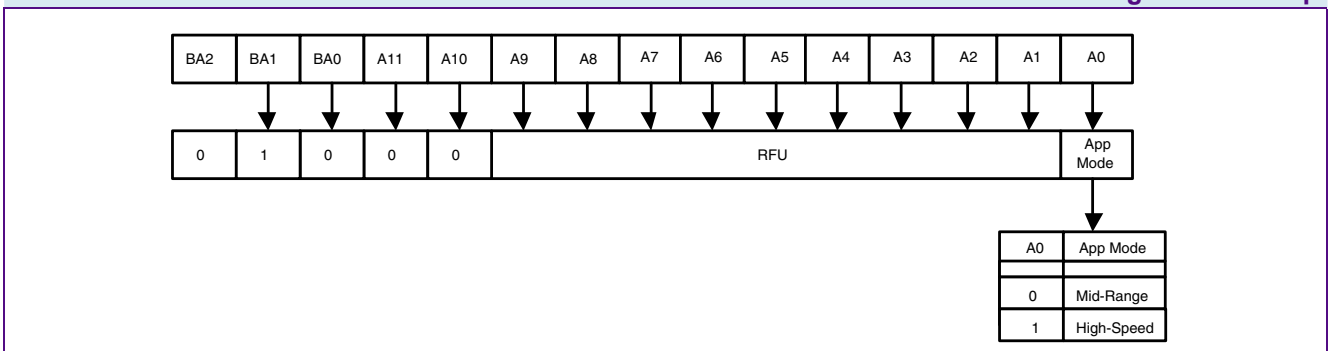 BA2 BA1 BA0 A11 A10 A9 A8 A7 A6 A5 A4 A3 A2 A1 A0
0 1 0 0 0 RFU App Mode
A0 App Mode
0 Mid-Range
1 High-Speed